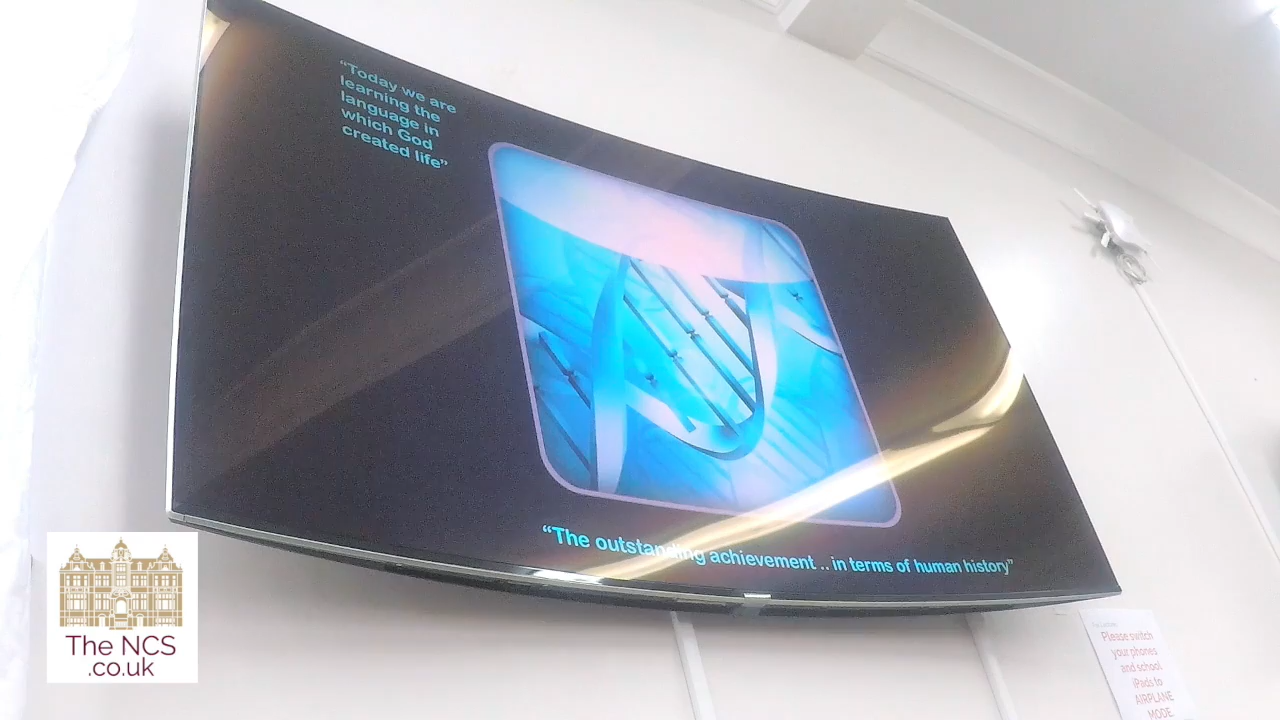 “Today we are
learning the
language in
which God
created life”
“The outstanding achievement .. in terms of human history”
The NCS
.co.uk
Please switch
your phones
and school
iPads to
AIRPLANE
MODE.